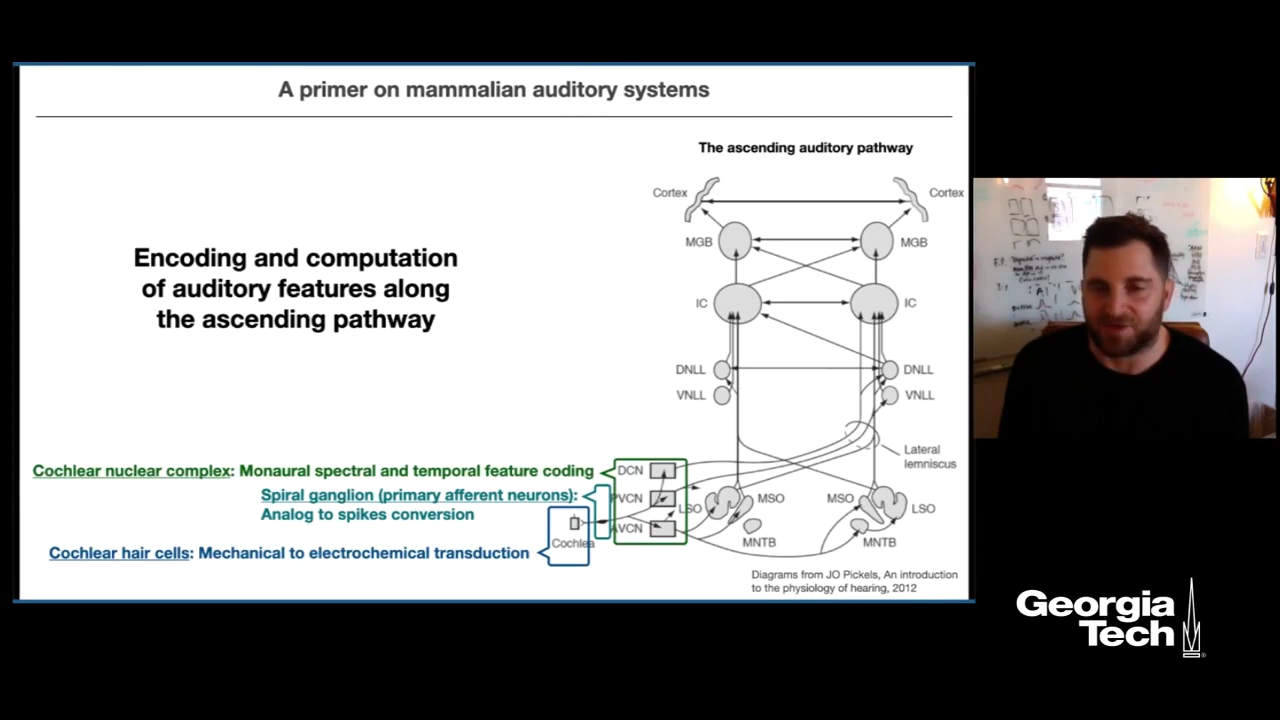 A primer on mammalian auditory systems
The ascending auditory pathway
Cortex
Cortex
MGB
MGB
Encoding and computation
of auditory features along
the ascending pathway
IC
IC
DNLL
DNLL
VNLL
VNLL
Lateral
lemniscus
Cochlear nuclear complex: Monaural spectral and temporal feature coding
DCN
Spiral ganglion (primary afferent neurons):
Analog to spikes conversion
PVCN
LSO
MSO
MSO
LSO
AVCN
Cochlea
MNTB
MNTB
Cochlear hair cells: Mechanical to electrochemical transduction
Diagrams from JO Pickels, An introduction
to the physiology of hearing, 2012
Georgia
Tech